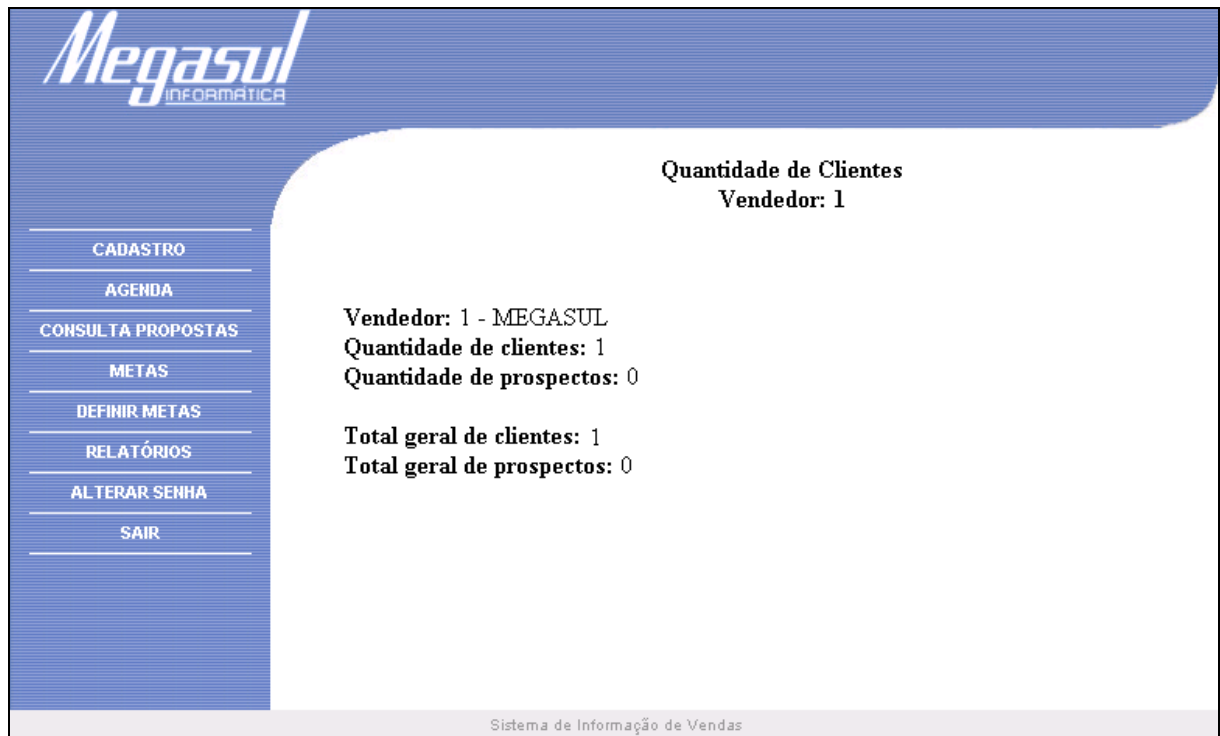 Megasul
INFORMÁTICA
Quantidade de Clientes
Vendedor: 1
CADASTRO
AGENDA
CONSULTA PROPOSTAS
METAS
DEFINIR METAS
RELATÓRIOS
ALTERAR SENHA
SAIR
Vendedor: 1 - MEGASUL
Quantidade de clientes: 1
Quantidade de prospectos: 0
Total geral de clientes: 1
Total geral de prospectos: 0
Sistema de Informação de Vendas